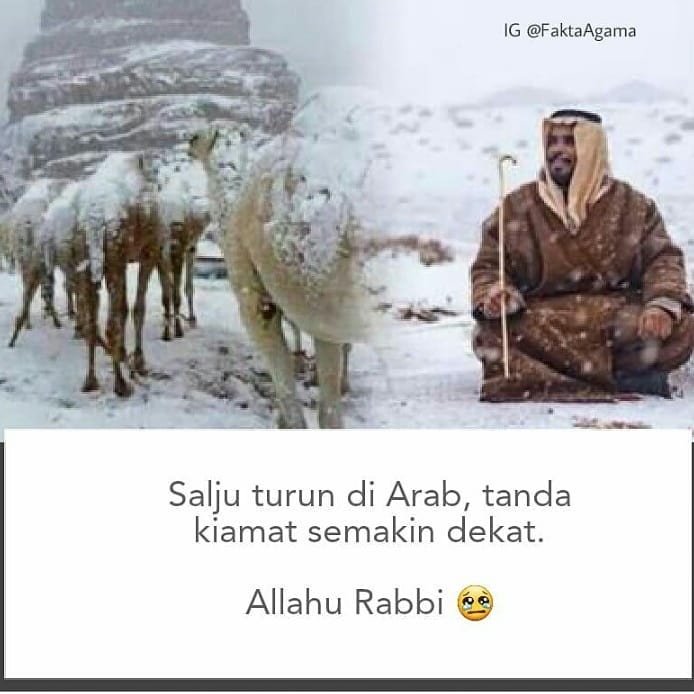 IG @FaktaAgama
Salju turun di Arab, tanda
kiamat semakin dekat.
Allahu Rabbi 😢